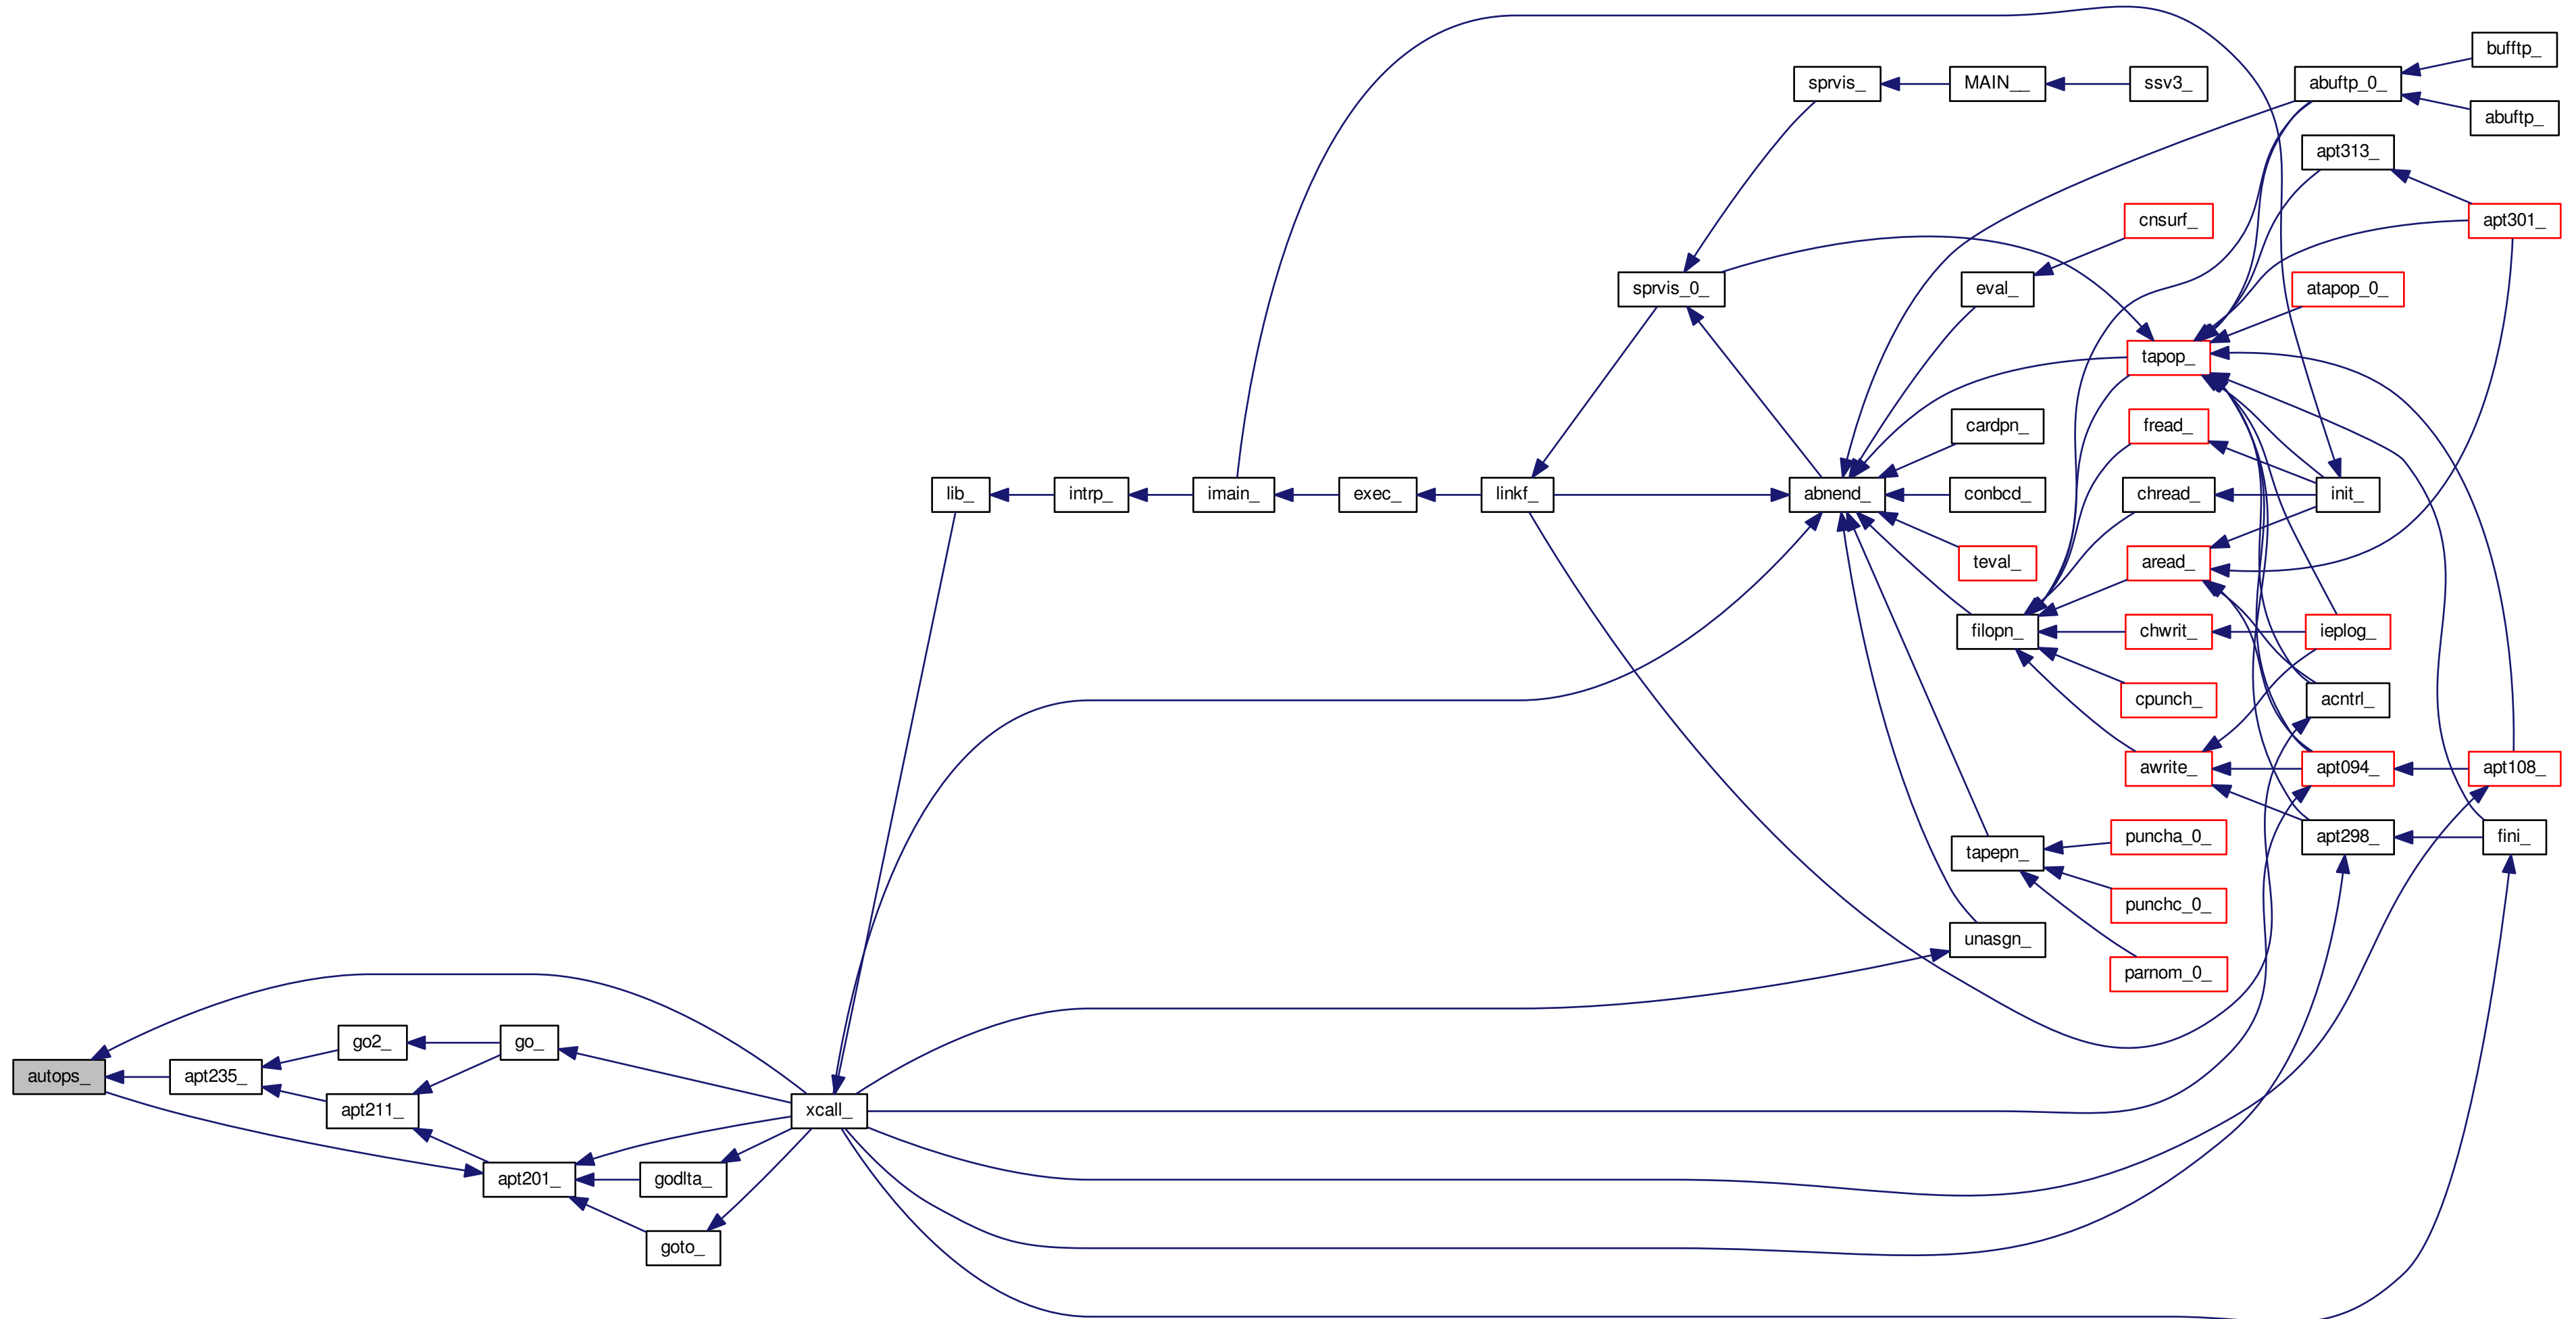 bufftp_
sprvis_
MAIN__
ssv3_
abuftp_0_
abuftp_
apt313_
cnsurf_
apt301_
sprvis_0_
eval_
atapop_0_
tapop_
cardpn_
fread_
lib_
intrp_
imain_
exec_
linkf_
abnend_
conbcd_
chread_
init_
teval_
aread_
filopn_
chwrit_
ieplog_
cpunch_
acntrl_
awrite_
apt094_
apt108_
tapepn_
puncha_0_
apt298_
fini_
punchc_0_
unasgn_
parnom_0_
go2_
go_
autops_
apt235_
apt211_
xcall_
apt201_
godlta_
goto_